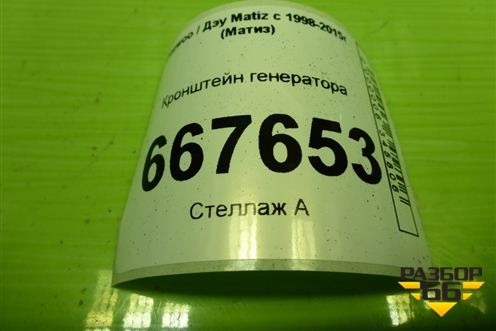 / Дэу Matiz с 1998-2015г
(Матиз)
Кронштейн генератора
667653
Стеллаж А
РАЗБОР
66